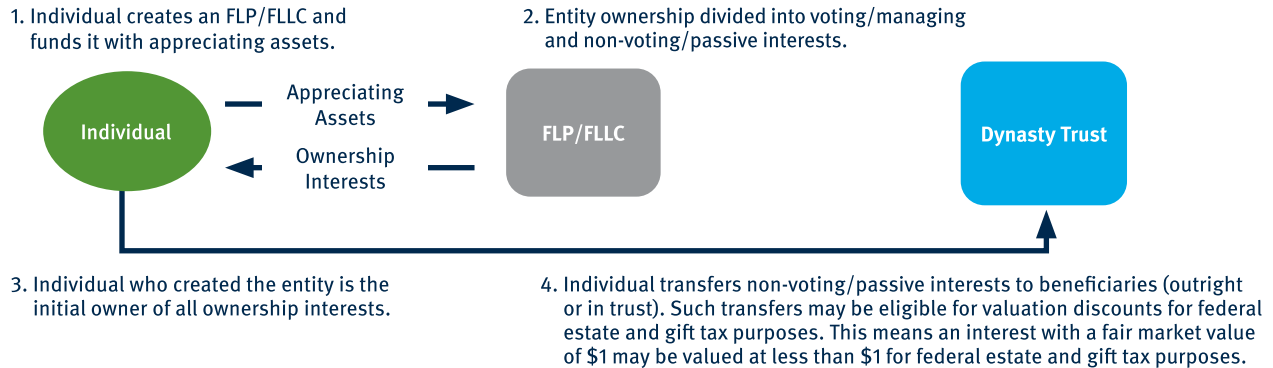 1. Individual creates an FLP/FLLC and
funds it with appreciating assets.
2. Entity ownership divided into voting/managing
and non-voting/passive interests.
Individual
Appreciating
Assets
Ownership
Interests
FLP/FLLC
Dynasty Trust
3. Individual who created the entity is the
initial owner of all ownership interests.
4. Individual transfers non-voting/passive interests to beneficiaries (outright
or in trust). Such transfers may be eligible for valuation discounts for federal
estate and gift tax purposes. This means an interest with a fair market value
of $1 may be valued at less than $1 for federal estate and gift tax purposes.